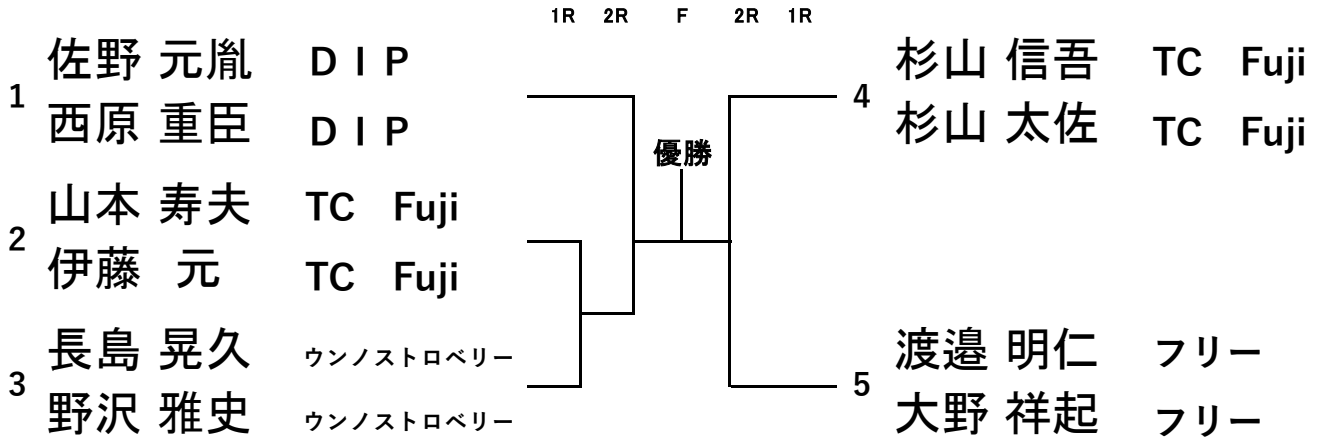 1R 2R F 2R 1R
1
佐野 元胤 ＤＩＰ
西原 重臣 ＤＩＰ
2
山本 寿夫 TC Fuji
伊藤 元 TC Fuji
3
長島 晃久 ウンノストロベリー
野沢 雅史 ウンノストロベリー
優勝
4
杉山 信吾 TC Fuji
杉山 太佐 TC Fuji
5
渡邉 明仁 フリー
大野 祥起 フリー